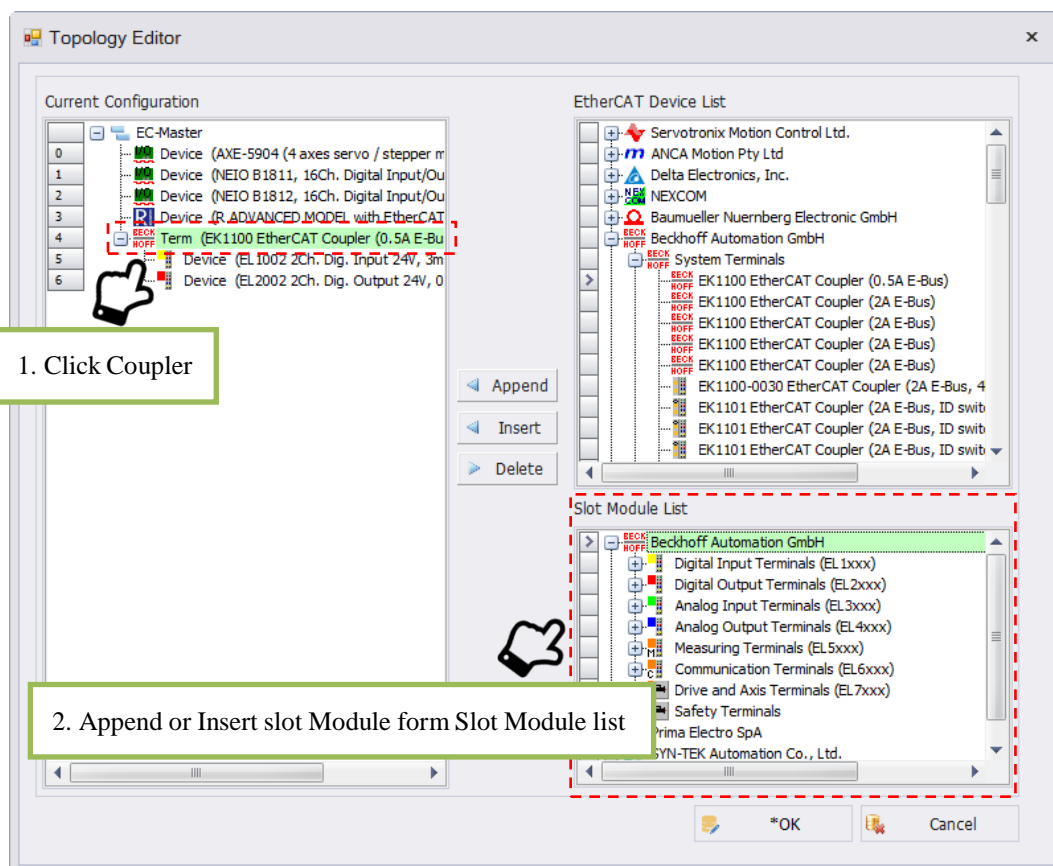 Topology Editor
Current Configuration
EC-Master
0 Device (AXE-5904 (4 axes servo / stepper m
1 Device (NEIO B1811, 16Ch. Digital Input/Ou
2 Device (NEIO B1812, 16Ch. Digital Input/Ou
3 Device (R ADVANCED MODEL with EtherCAT
4 Term (EK1100 EtherCAT Coupler (0.5A E-Bu
5 Device (EL1002 2Ch. Dig. Input 24V, 3m
6 Device (EL2002 2Ch. Dig. Output 24V, 0
1. Click Coupler
Append
Insert
Delete
EtherCAT Device List
Servotronix Motion Control Ltd.
ANCA Motion Pty Ltd
Delta Electronics, Inc.
NEXCOM
Baumueller Nuernberg Electronic GmbH
Beckhoff Automation GmbH
System Terminals
EK1100 EtherCAT Coupler (0.5A E-Bus)
EK1100 EtherCAT Coupler (2A E-Bus)
EK1100 EtherCAT Coupler (2A E-Bus)
EK1100 EtherCAT Coupler (2A E-Bus)
EK1100 EtherCAT Coupler (2A E-Bus)
EK1100-0030 EtherCAT Coupler (2A E-Bus, 4
EK1101 EtherCAT Coupler (2A E-Bus, ID swit
EK1101 EtherCAT Coupler (2A E-Bus, ID swit
EK1101 EtherCAT Coupler (2A E-Bus, ID swit
Slot Module List
Beckhoff Automation GmbH
Digital Input Terminals (EL1xxx)
Digital Output Terminals (EL2xxx)
Analog Input Terminals (EL3xxx)
Analog Output Terminals (EL4xxx)
Measuring Terminals (EL5xxx)
Communication Terminals (EL6xxx)
Drive and Axis Terminals (EL7xxx)
Safety Terminals
Prima Electro SpA
SYN-TEK Automation Co., Ltd.
2. Append or Insert slot Module form Slot Module list
*OK
Cancel